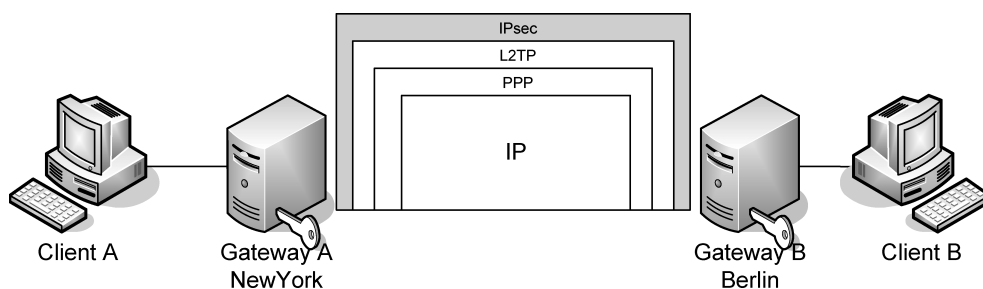 IPsec
L2TP
PPP
IP
Client A
Gateway A
NewYork
Gateway B
Berlin
Client B